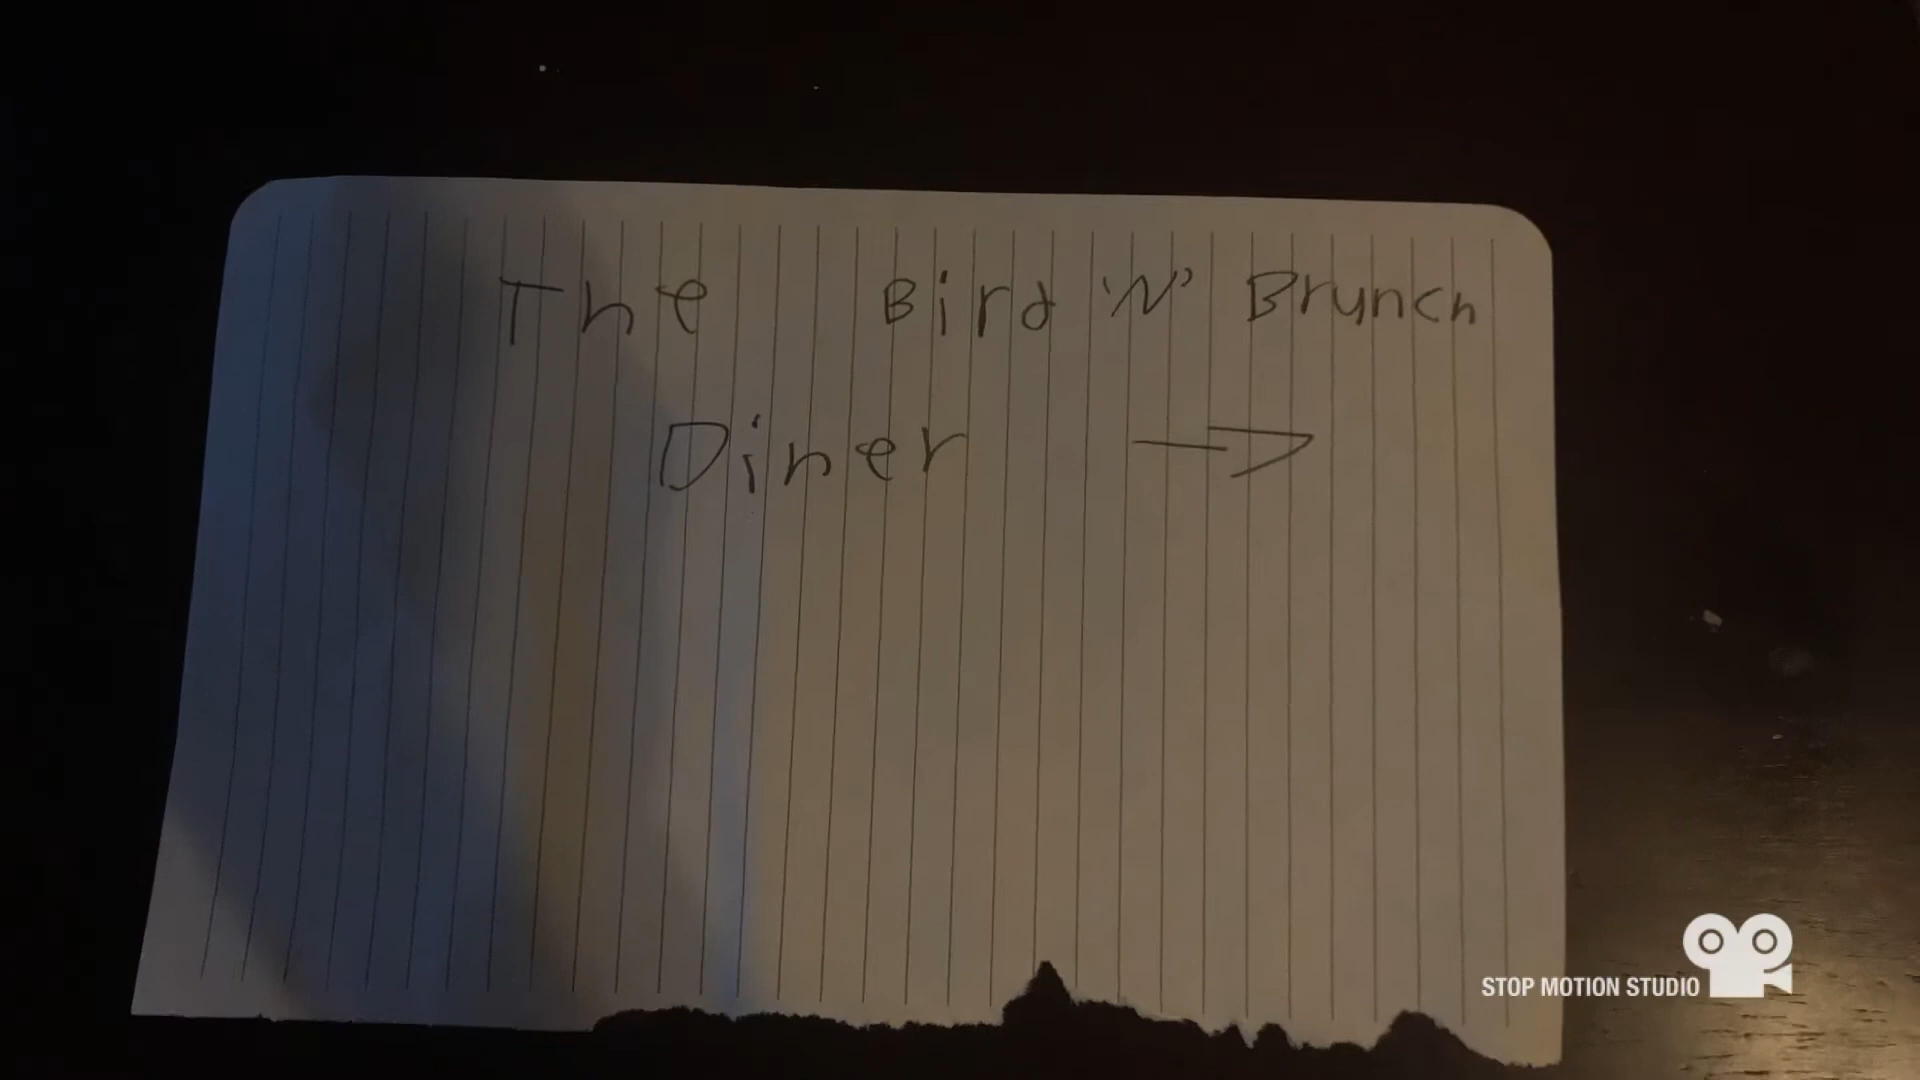 The Bird 'N' Brunch
Diner →
STOP MOTION STUDIO